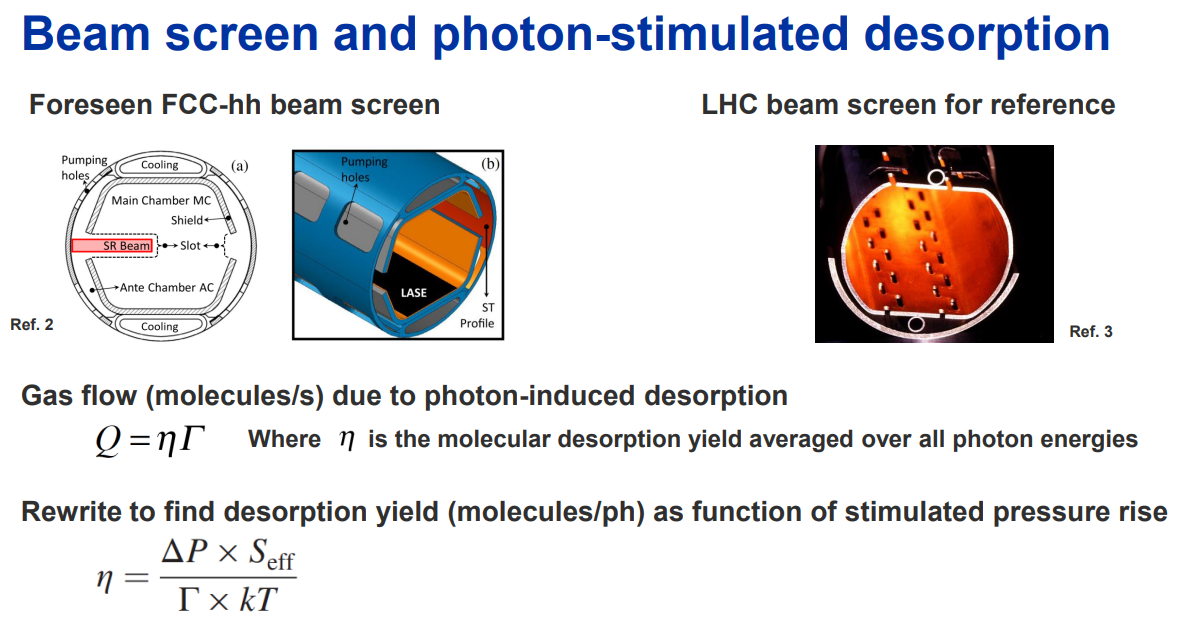 Beam screen and photon-stimulated desorption
Foreseen FCC-hh beam screen
LHC beam screen for reference
Pumping
holes
Cooling
(a)
Main Chamber MC
Shield
SR Beam
Slot
Ante Chamber AC
Cooling
Ref. 2
Pumping
holes
(b)
LASE
ST
Profile
Ref. 3
Gas flow (molecules/s) due to photon-induced desorption
Q = ηΓ Where η is the molecular desorption yield averaged over all photon energies
Rewrite to find desorption yield (molecules/ph) as function of stimulated pressure rise
η = ΔP × Seff / Γ × kT